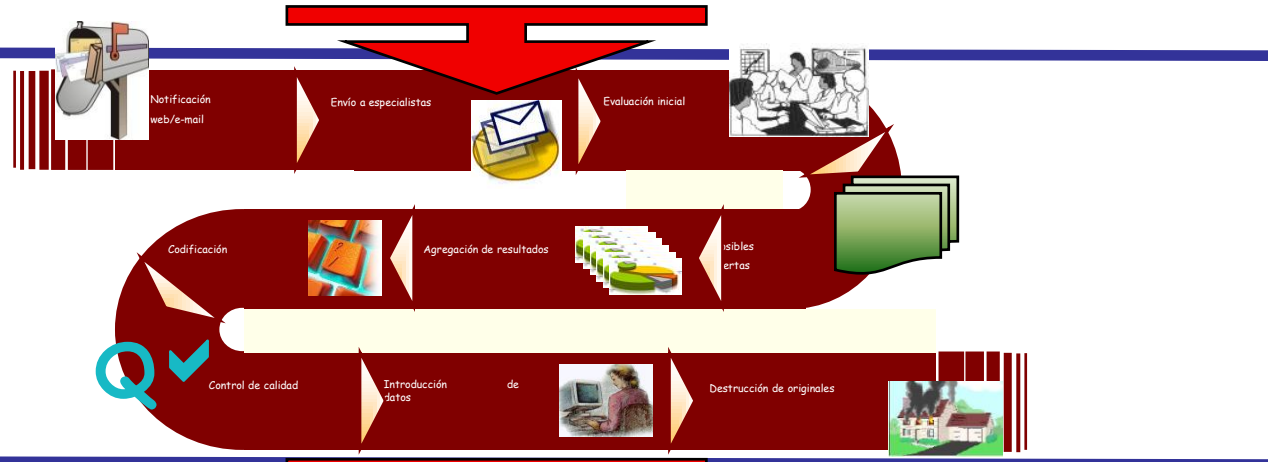 Notificación
web/e-mail
Envío a especialistas
Evaluación inicial
Codificación
Agregación de resultados
Control de calidad
Introducción de
datos
Destrucción de originales